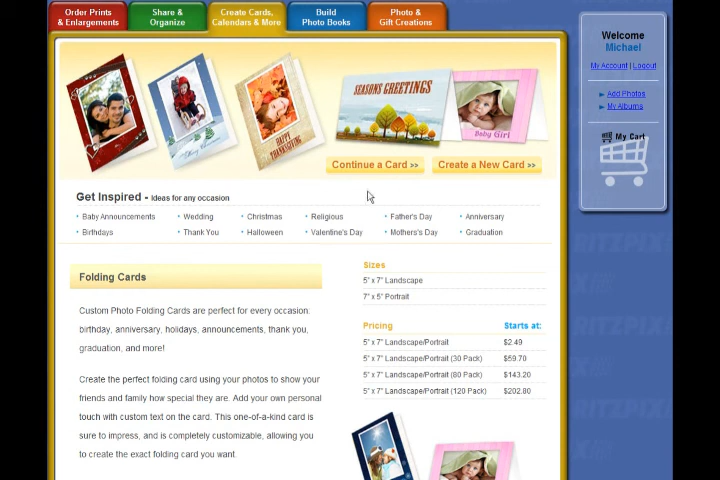 Order Prints
& Enlargements
Share &
Organize
Create Cards,
Calendars & More
Build
Photo Books
Photo &
Gift Creations
Welcome
Michael
My Account | Logout
Add Photos
My Albums
My Cart
SEASONS GREETINGS
HAPPY
THANKSGIVING
Baby Girl
Continue a Card >>
Create a New Card >>
Get Inspired - Ideas for any occasion
Baby Announcements
Wedding
Christmas
Religious
Father's Day
Anniversary
Birthdays
Thank You
Halloween
Valentine's Day
Mothers's Day
Graduation
Folding Cards
Custom Photo Folding Cards are perfect for every occasion:
birthday, anniversary, holidays, announcements, thank you,
graduation, and more!
Create the perfect folding card using your photos to show your
friends and family how special they are. Add your own personal
touch with custom text on the card. This one-of-a-kind card is
sure to impress, and is completely customizable, allowing you
to create the exact folding card you want.
Sizes
5" x 7" Landscape
7" x 5" Portrait
Pricing Starts at:
5" x 7" Landscape/Portrait $2.49
5" x 7" Landscape/Portrait (30 Pack) $59.70
5" x 7" Landscape/Portrait (80 Pack) $143.20
5" x 7" Landscape/Portrait (120 Pack) $202.80
RITZPIX
RITZPIX
RITZPIX